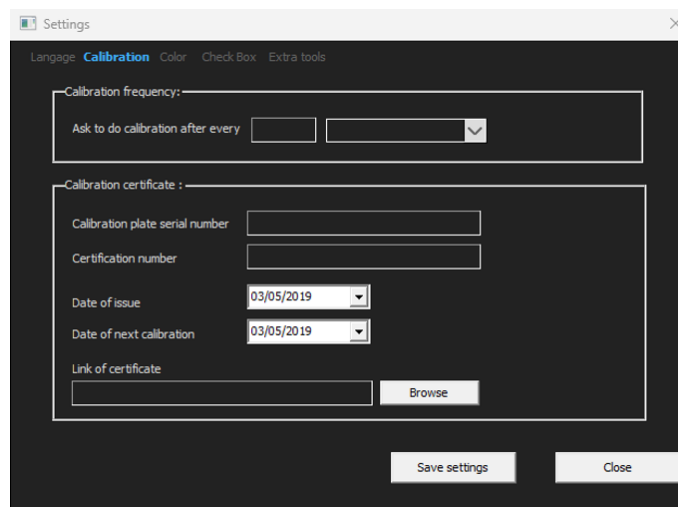 Settings
Langage Calibration Color Check Box Extra tools
Calibration frequency:
Ask to do calibration after every
Calibration certificate :
Calibration plate serial number
Certification number
Date of issue 03/05/2019
Date of next calibration 03/05/2019
Link of certificate
Browse
Save settings Close